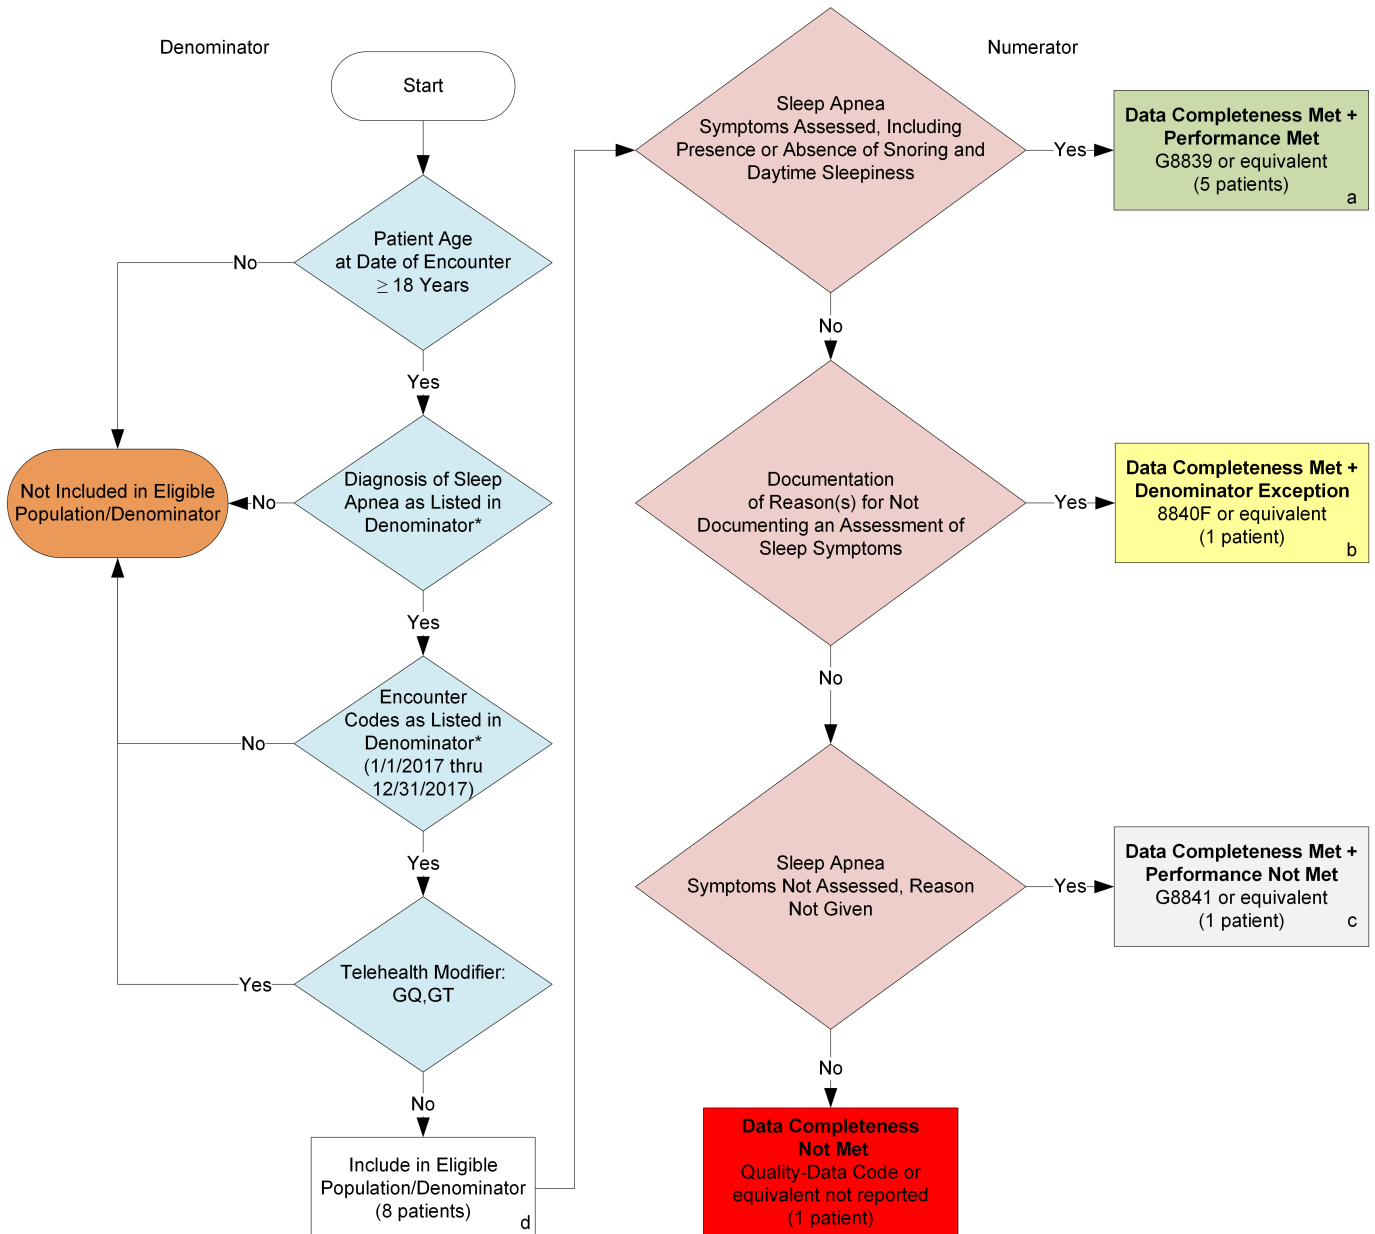 Denominator
Numerator
Start
Patient Age
at Date of Encounter
≥ 18 Years
No
Yes
Diagnosis of Sleep
Apnea as Listed in
Denominator*
No
Not Included in Eligible
Population/Denominator
Yes
Encounter
Codes as Listed in
Denominator*
(1/1/2017 thru
12/31/2017)
No
Yes
Telehealth Modifier:
GQ,GT
Yes
No
Include in Eligible
Population/Denominator
(8 patients)
d
Sleep Apnea
Symptoms Assessed, Including
Presence or Absence of Snoring and
Daytime Sleepiness
Yes
Data Completeness Met +
Performance Met
G8839 or equivalent
(5 patients)
a
No
Documentation
of Reason(s) for Not
Documenting an Assessment of
Sleep Symptoms
Yes
Data Completeness Met +
Denominator Exception
8840F or equivalent
(1 patient)
b
No
Sleep Apnea
Symptoms Not Assessed, Reason
Not Given
Yes
Data Completeness Met +
Performance Not Met
G8841 or equivalent
(1 patient)
c
No
Data Completeness
Not Met
Quality-Data Code or
equivalent not reported
(1 patient)